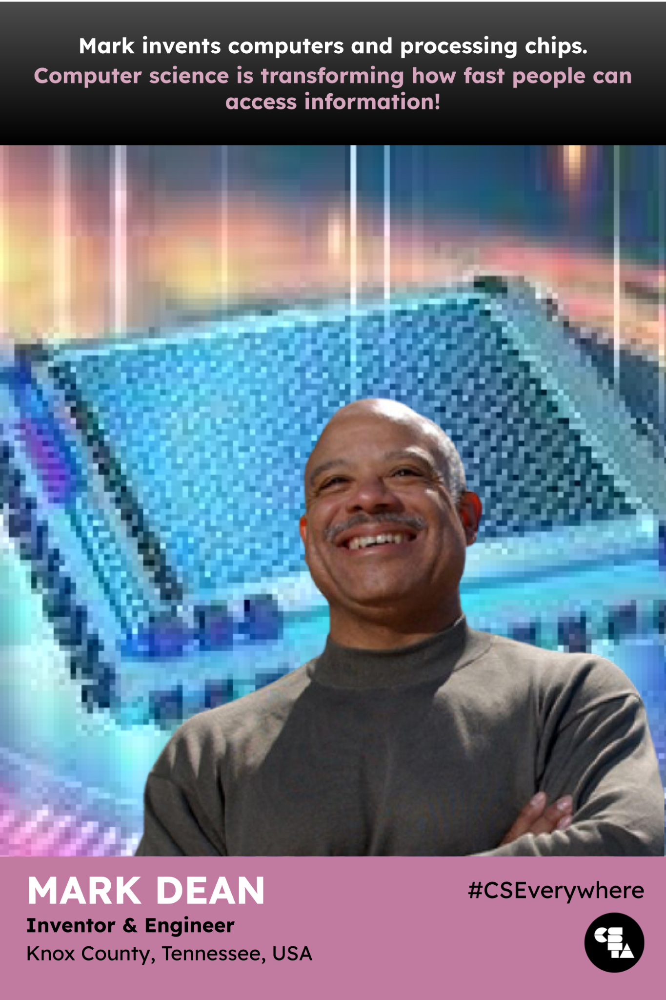 Mark invents computers and processing chips.
Computer science is transforming how fast people can
access information!
MARK DEAN
#CSEverywhere
Inventor & Engineer
Knox County, Tennessee, USA
CSTA